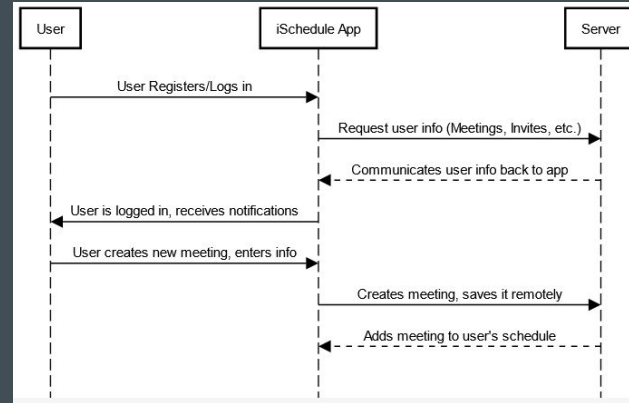 User
iSchedule App
Server
User Registers/Logs in
Request user info (Meetings, Invites, etc.)
Communicates user info back to app
User is logged in, receives notifications
User creates new meeting, enters info
Creates meeting, saves it remotely
Adds meeting to user's schedule